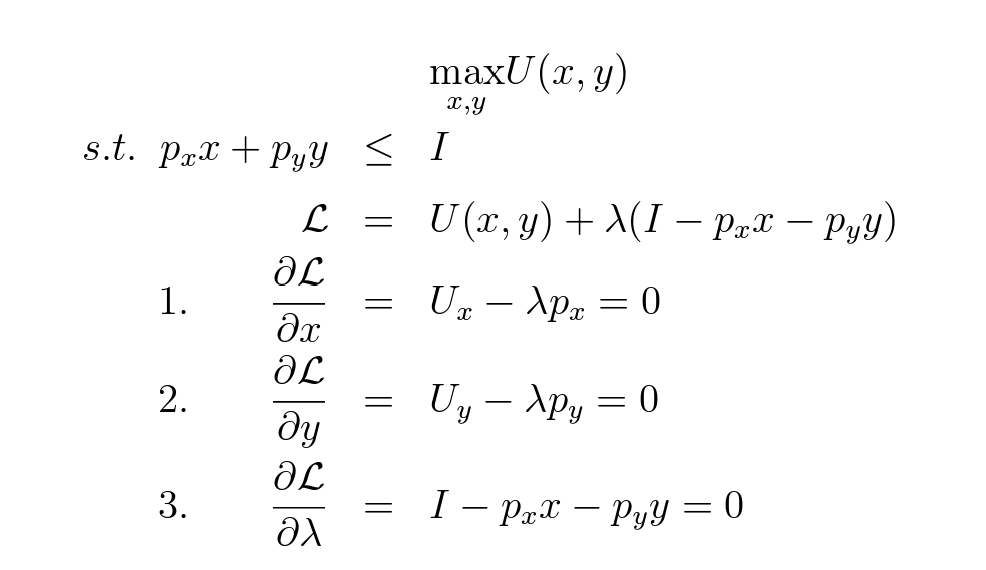 max U(x, y)
x,y
s.t. pₓx + p_y y ≤ I
ℒ = U(x, y) + λ(I − pₓx − p_y y)
1. ∂ℒ/∂x = Uₓ − λpₓ = 0
2. ∂ℒ/∂y = U_y − λp_y = 0
3. ∂ℒ/∂λ = I − pₓx − p_y y = 0